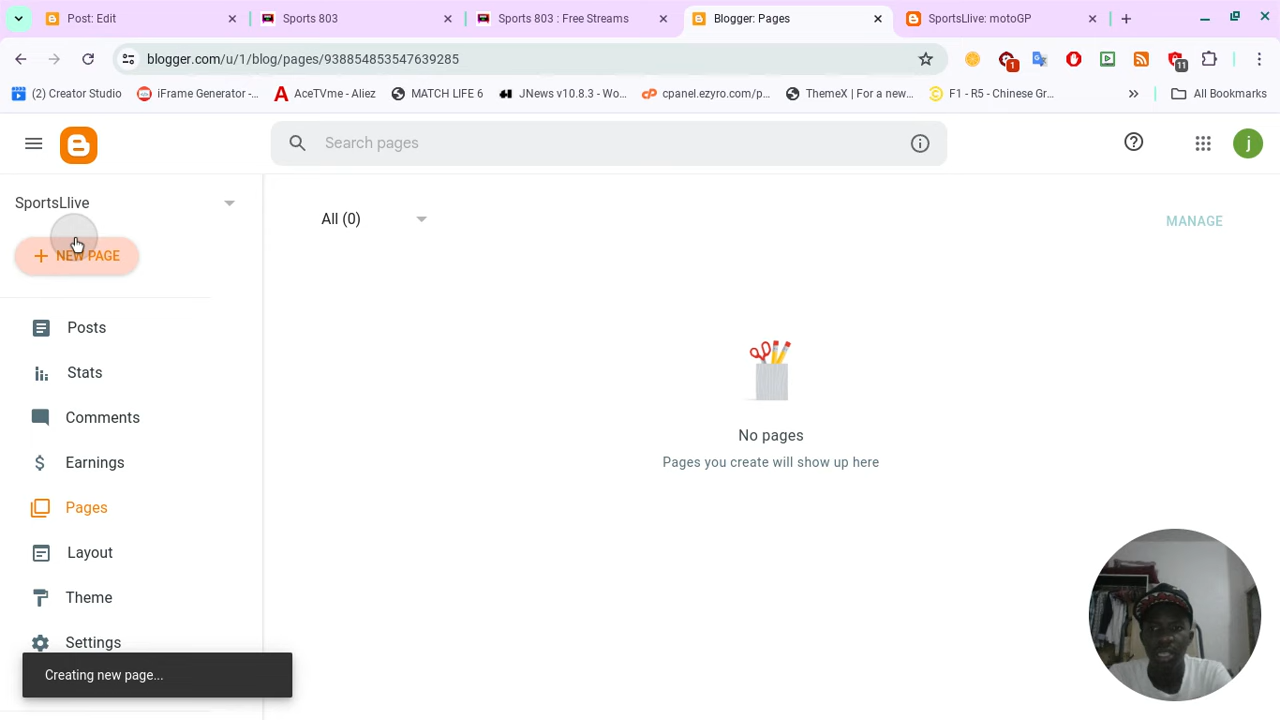 Post: Edit
Sports 803
Sports 803 : Free Streams
Blogger: Pages
SportsLlive: motoGP
blogger.com/u/1/blog/pages/938854853547639285
1
11
(2) Creator Studio
iFrame Generator -...
AceTVme - Aliez
MATCH LIFE 6
JNews v10.8.3 - Wo...
cpanel.ezyro.com/p...
ThemeX | For a new...
F1 - R5 - Chinese Gr...
All Bookmarks
Search pages
j
SportsLlive
All (0)
MANAGE
NEW PAGE
Posts
Stats
Comments
Earnings
Pages
Layout
Theme
Settings
No pages
Pages you create will show up here
Creating new page...